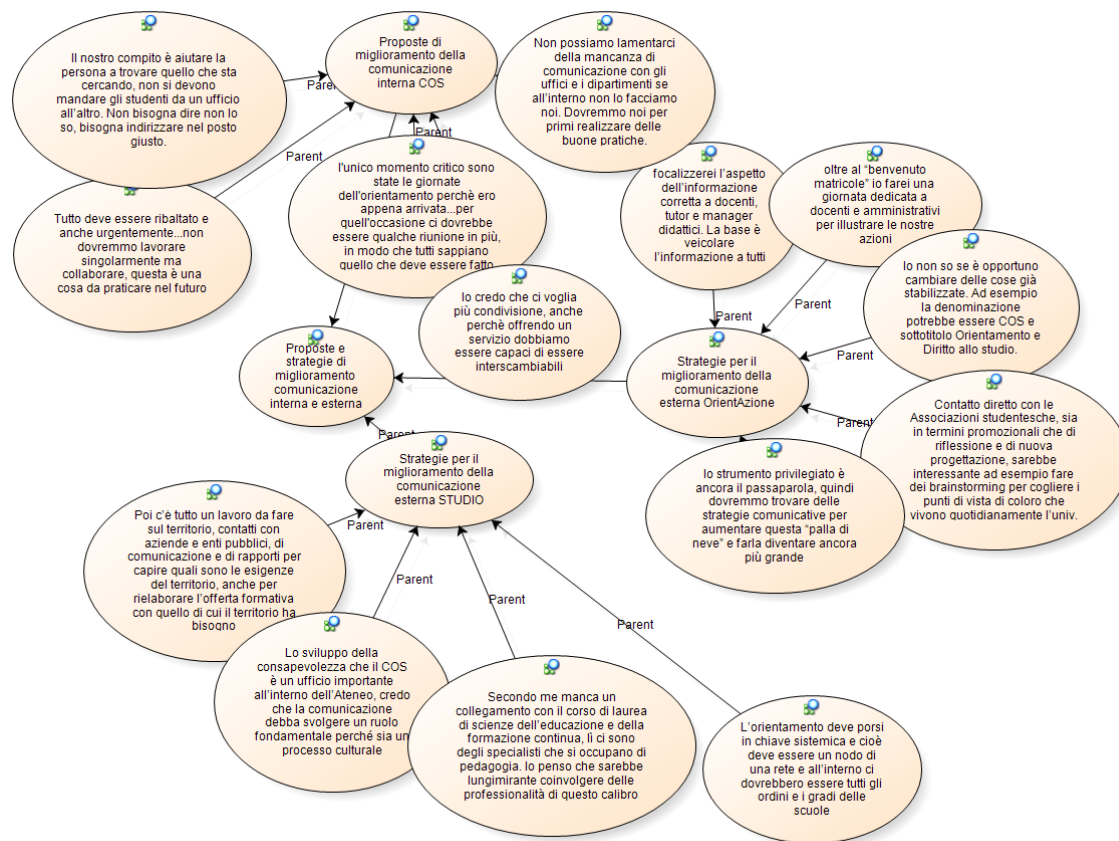 Il nostro compito è aiutare la
persona a trovare quello che sta
cercando, non si devono
mandare gli studenti da un ufficio
all'altro. Non bisogna dire non lo
so, bisogna indirizzare nel posto
giusto.
Proposte di
miglioramento della
comunicazione
interna COS
Non possiamo lamentarci
della mancanza di
comunicazione con gli
uffici e i dipartimenti se
all'interno non lo facciamo
noi. Dovremmo noi per
primi realizzare delle
buone pratiche.
Parent
Parent
Parent
Tutto deve essere ribaltato e
anche urgentemente...non
dovremmo lavorare
singolarmente ma
collaborare, questa è una
cosa da praticare nel futuro
l'unico momento critico sono
state le giornate
dell'orientamento perchè ero
appena arrivata...per
quell'occasione ci dovrebbe
essere qualche riunione in più,
in modo che tutti sappiano
quello che deve essere fatto
Io credo che ci voglia
più condivisione, anche
perchè offrendo un
servizio dobbiamo
essere capaci di essere
interscambiabili
focalizzerei l'aspetto
dell'informazione
corretta a docenti,
tutor e manager
didattici. La base è
veicolare
l'informazione a tutti
oltre al “benvenuto
matricole” io farei una
giornata dedicata a
docenti e amministrativi
per illustrare le nostre
azioni
Io non so se è opportuno
cambiare delle cose già
stabilizzate. Ad esempio
la denominazione
potrebbe essere COS e
sottotitolo Orientamento e
Diritto allo studio.
Parent
Parent
Parent
Parent
Proposte e
strategie di
miglioramento
comunicazione
interna e esterna
Strategie per il
miglioramento della
comunicazione
esterna OrientAzione
Contatto diretto con le
Associazioni studentesche, sia
in termini promozionali che di
riflessione e di nuova
progettazione, sarebbe
interessante ad esempio fare
dei brainstorming per cogliere i
punti di vista di coloro che
vivono quotidianamente l'univ.
lo strumento privilegiato è
ancora il passaparola, quindi
dovremmo trovare delle
strategie comunicative per
aumentare questa “palla di
neve” e farla diventare ancora
più grande
Parent
Strategie per il
miglioramento della
comunicazione
esterna STUDIO
Poi c'è tutto un lavoro da fare
sul territorio, contatti con
aziende e enti pubblici, di
comunicazione e di rapporti per
capire quali sono le esigenze
del territorio, anche per
rielaborare l'offerta formativa
con quello di cui il territorio ha
bisogno
Parent
Parent
Parent
Parent
Lo sviluppo della
consapevolezza che il COS
è un ufficio importante
all'interno dell'Ateneo, credo
che la comunicazione
debba svolgere un ruolo
fondamentale perché sia un
processo culturale
Secondo me manca un
collegamento con il corso di laurea
di scienze dell'educazione e della
formazione continua, lì ci sono
degli specialisti che si occupano di
pedagogia. Io penso che sarebbe
lungimirante coinvolgere delle
professionalità di questo calibro
L'orientamento deve porsi
in chiave sistemica e cioè
deve essere un nodo di
una rete e all'interno ci
dovrebbero essere tutti gli
ordini e i gradi delle
scuole